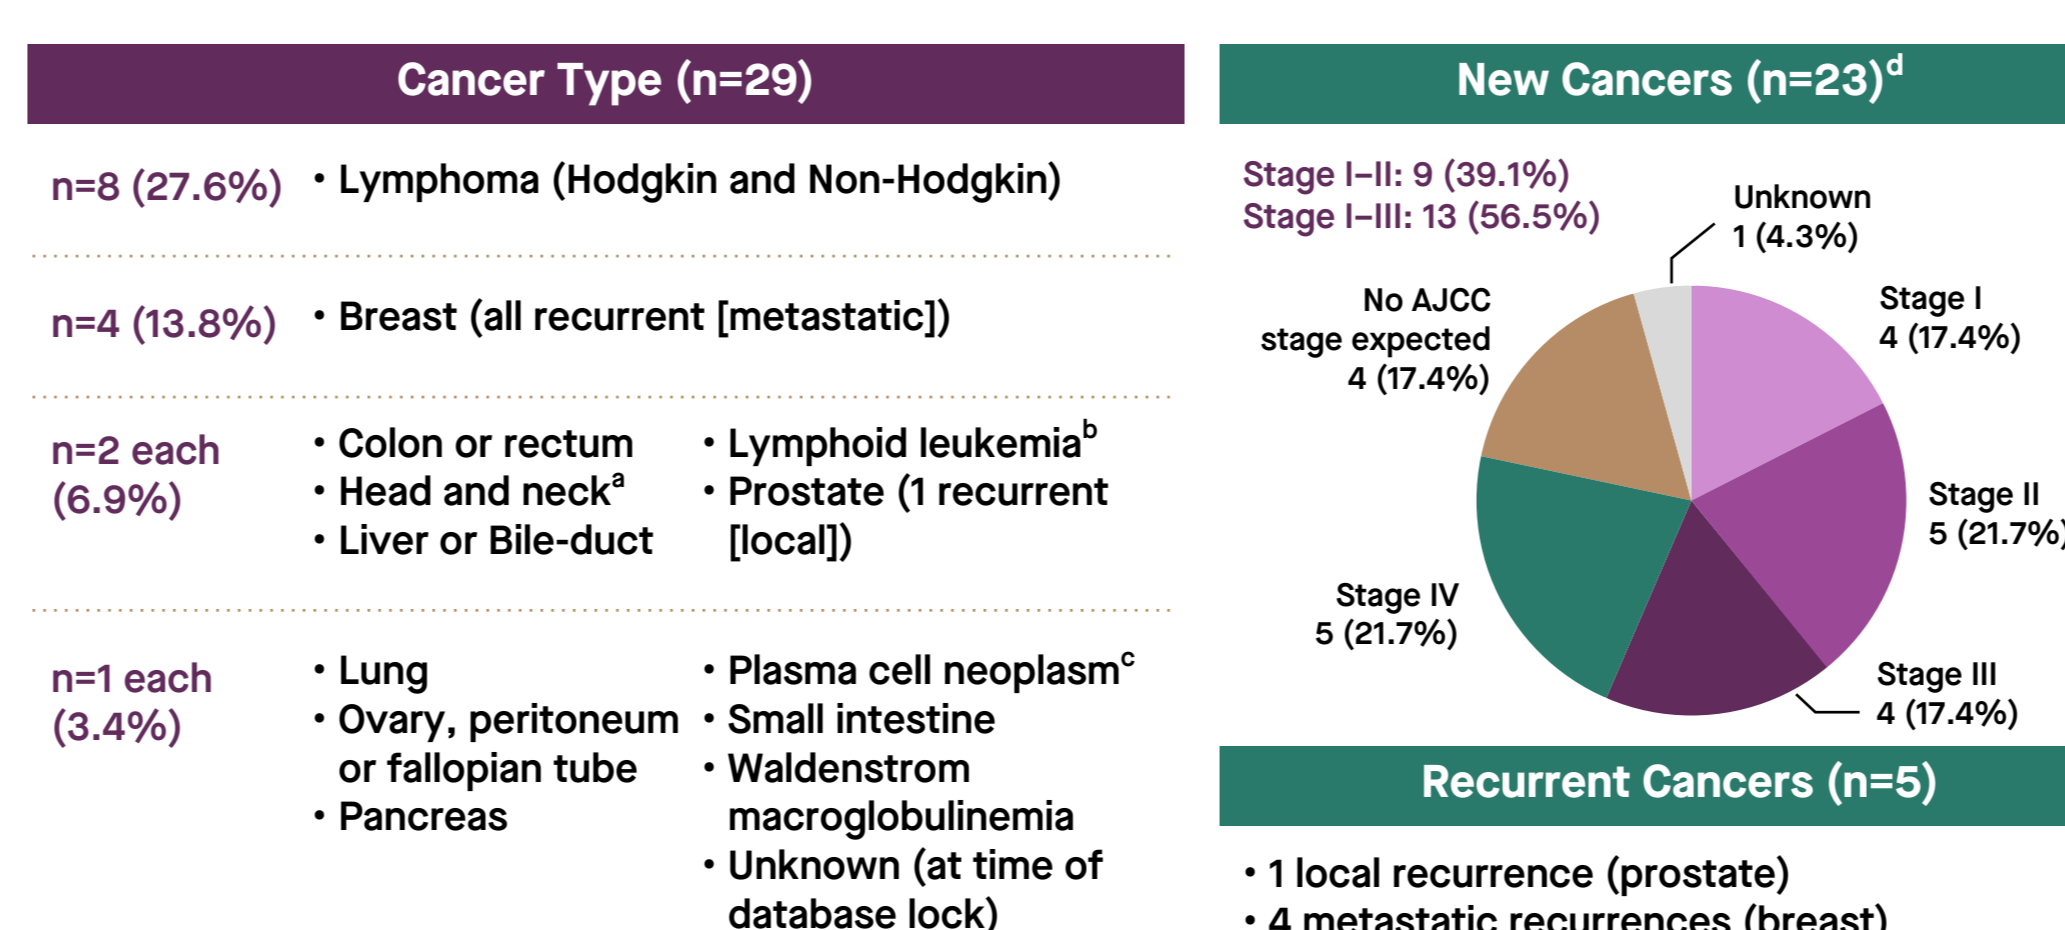 Cancer Type (n=29)
n=8 (27.6%)
• Lymphoma (Hodgkin and Non-Hodgkin)
n=4 (13.8%)
• Breast (all recurrent [metastatic])
n=2 each
(6.9%)
• Colon or rectum
• Head and neckᵃ
• Liver or Bile-duct
• Lymphoid leukemiaᵇ
• Prostate (1 recurrent
[local])
n=1 each
(3.4%)
• Lung
• Ovary, peritoneum
or fallopian tube
• Pancreas
• Plasma cell neoplasmᶜ
• Small intestine
• Waldenstrom
macroglobulinemia
• Unknown (at time of
database lock)
New Cancers (n=23)ᵈ
Stage I–II: 9 (39.1%)
Stage I–III: 13 (56.5%)
Unknown
1 (4.3%)
Stage I
4 (17.4%)
Stage II
5 (21.7%)
Stage III
4 (17.4%)
Stage IV
5 (21.7%)
No AJCC
stage expected
4 (17.4%)
Recurrent Cancers (n=5)
• 1 local recurrence (prostate)
• 4 metastatic recurrences (breast)